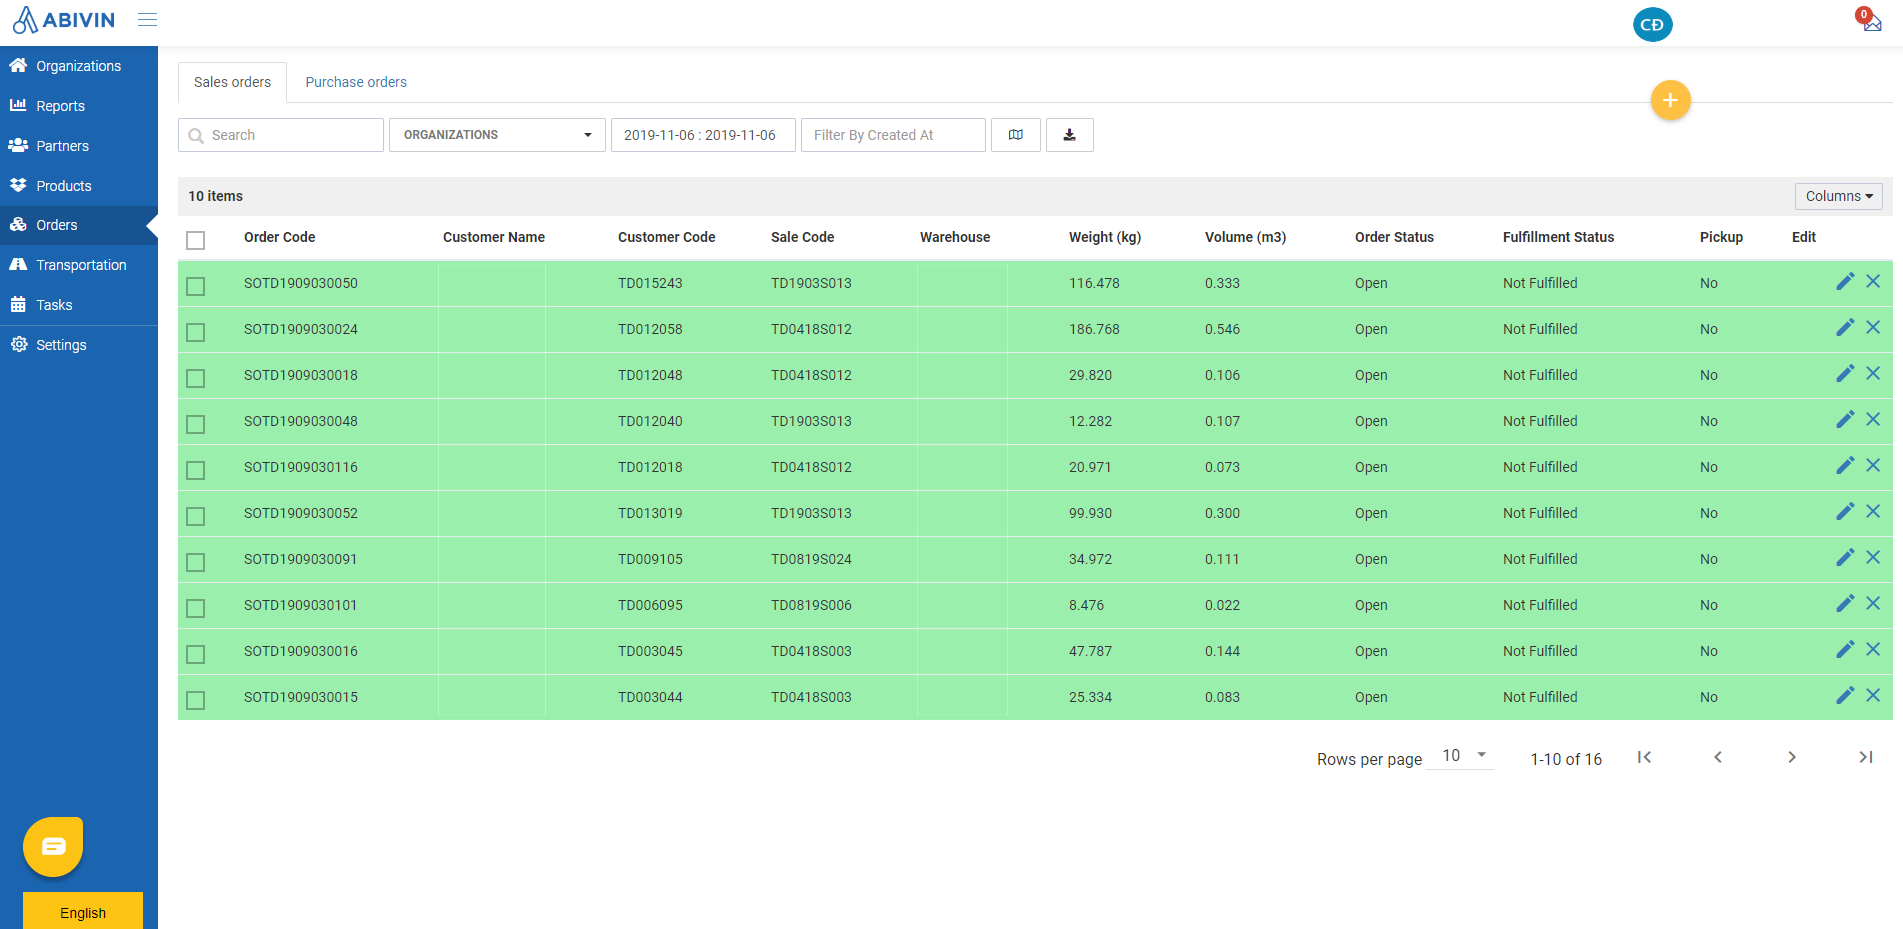 ABIVIN
CĐ
0
Organizations
Reports
Partners
Products
Orders
Transportation
Tasks
Settings
English
Sales orders Purchase orders
+
Search ORGANIZATIONS 2019-11-06 : 2019-11-06 Filter By Created At
10 items Columns
Order Code Customer Name Customer Code Sale Code Warehouse Weight (kg) Volume (m3) Order Status Fulfillment Status Pickup Edit
SOTD1909030050 TD015243 TD1903S013 116.478 0.333 Open Not Fulfilled No
SOTD1909030024 TD012058 TD0418S012 186.768 0.546 Open Not Fulfilled No
SOTD1909030018 TD012048 TD0418S012 29.820 0.106 Open Not Fulfilled No
SOTD1909030048 TD012040 TD1903S013 12.282 0.107 Open Not Fulfilled No
SOTD1909030116 TD012018 TD0418S012 20.971 0.073 Open Not Fulfilled No
SOTD1909030052 TD013019 TD1903S013 99.930 0.300 Open Not Fulfilled No
SOTD1909030091 TD009105 TD0819S024 34.972 0.111 Open Not Fulfilled No
SOTD1909030101 TD006095 TD0819S006 8.476 0.022 Open Not Fulfilled No
SOTD1909030016 TD003045 TD0418S003 47.787 0.144 Open Not Fulfilled No
SOTD1909030015 TD003044 TD0418S003 25.334 0.083 Open Not Fulfilled No
Rows per page 10 1-10 of 16